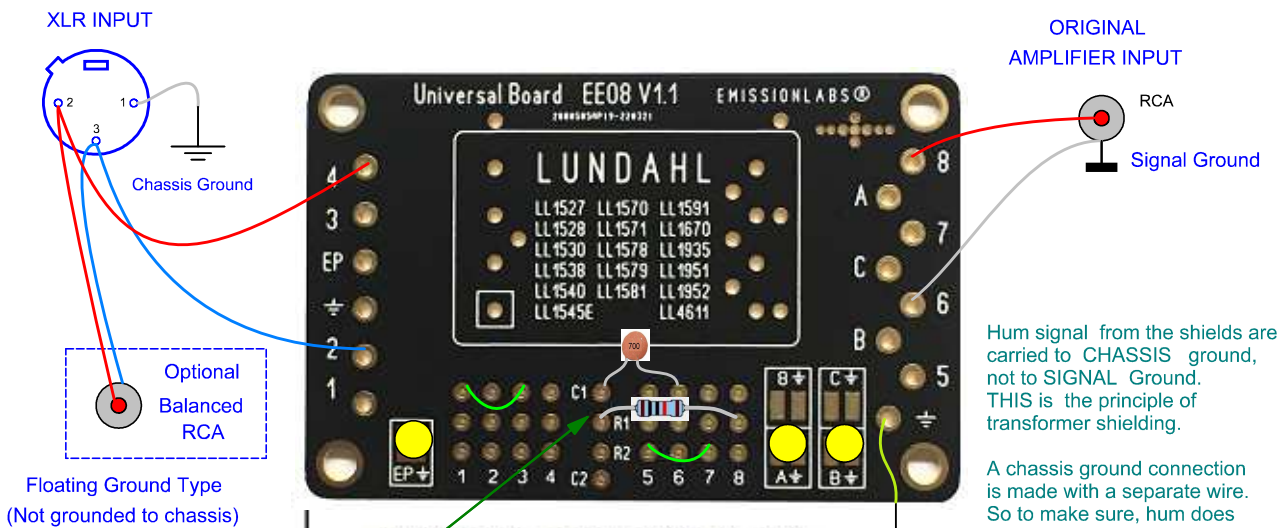 XLR INPUT
2
1
3
Chassis Ground
Optional
Balanced
RCA
Floating Ground Type
(Not grounded to chassis)
Universal Board EE08 V1.1
EMISSIONLABS®
LUNDAHL
LL1527 LL1570 LL1591
LL1528 LL1571 LL1670
LL1530 LL1578 LL1935
LL1538 LL1579 LL1951
LL1540 LL1581 LL1952
LL1545E LL4611
4
3
EP
2
1
8
A
7
C
6
B
5
700
C1
R1
R2
C2
1 2 3 4
5 6 7 8
EP
B
A
C
B
ORIGINAL
AMPLIFIER INPUT
RCA
Signal Ground
Hum signal from the shields are
carried to CHASSIS ground,
not to SIGNAL Ground.
THIS is the principle of
transformer shielding.
A chassis ground connection
is made with a separate wire.
So to make sure, hum does